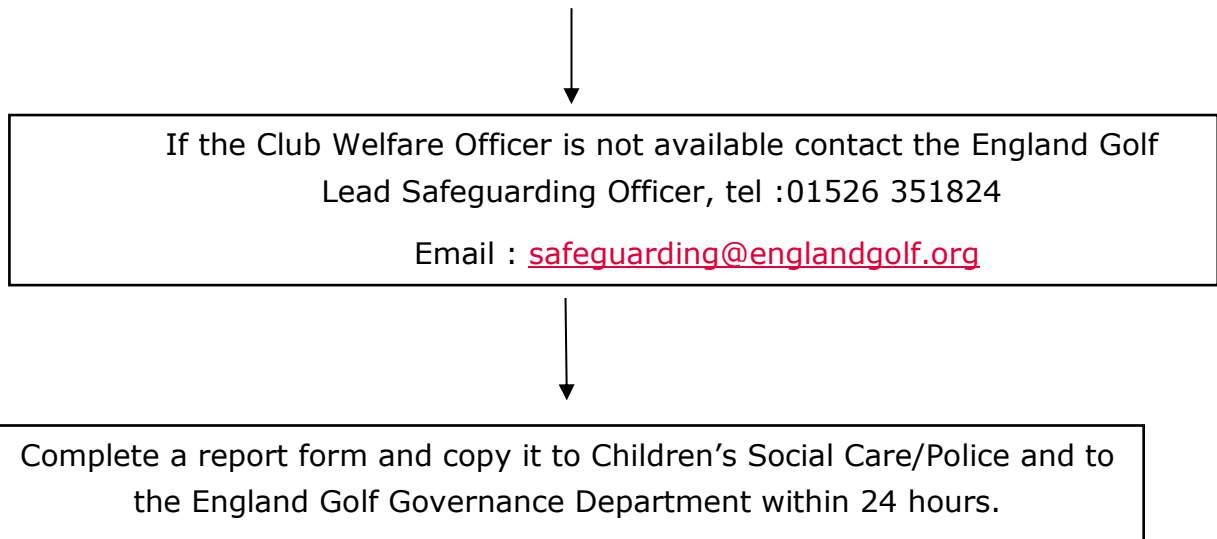 If the Club Welfare Officer is not available contact the England Golf
Lead Safeguarding Officer, tel :01526 351824
Email : safeguarding@englandgolf.org
Complete a report form and copy it to Children’s Social Care/Police and to
the England Golf Governance Department within 24 hours.